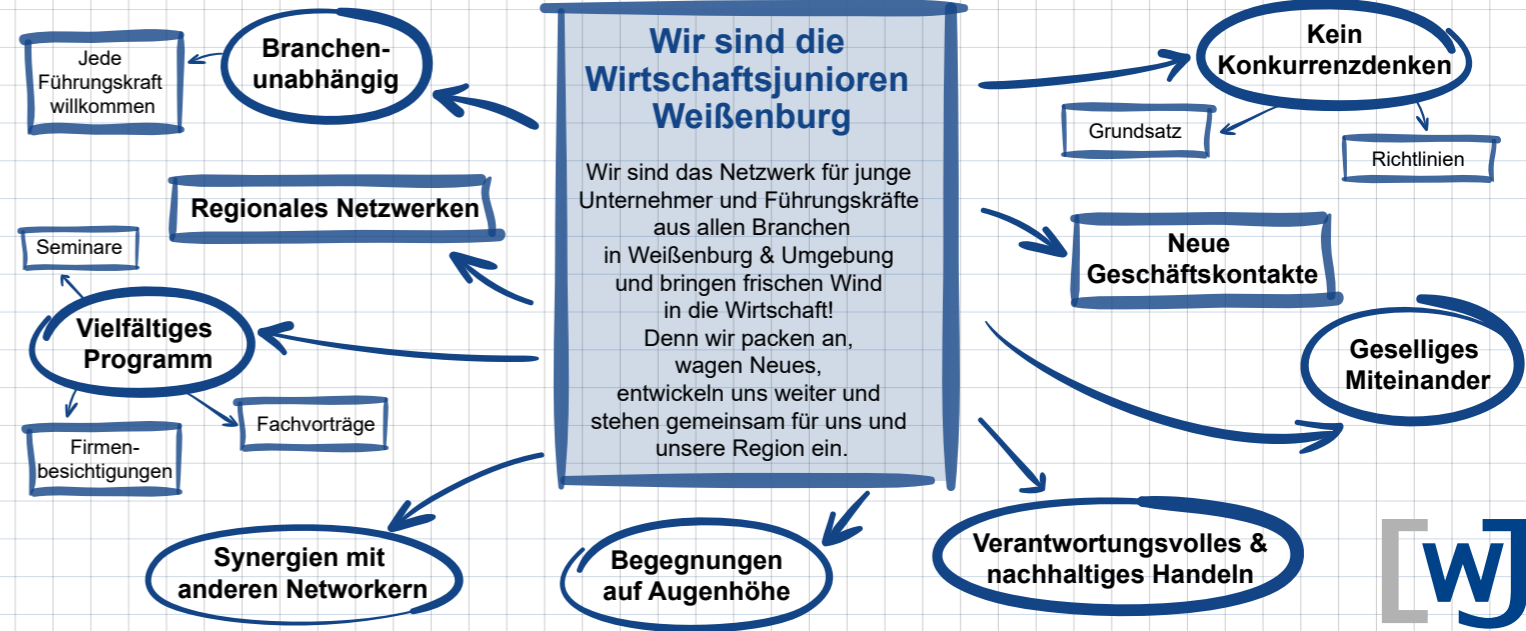 Wir sind die
Wirtschaftsjunioren
Weißenburg
Wir sind das Netzwerk für junge
Unternehmer und Führungskräfte
aus allen Branchen
in Weißenburg & Umgebung
und bringen frischen Wind
in die Wirtschaft!
Denn wir packen an,
wagen Neues,
entwickeln uns weiter und
stehen gemeinsam für uns und
unsere Region ein.
Branchen-
unabhängig
Jede
Führungskraft
willkommen
Regionales Netzwerken
Vielfältiges
Programm
Seminare
Firmen-
besichtigungen
Fachvorträge
Synergien mit
anderen Networkern
Begegnungen
auf Augenhöhe
Kein
Konkurrenzdenken
Grundsatz
Richtlinien
Neue
Geschäftskontakte
Geselliges
Miteinander
Verantwortungsvolles &
nachhaltiges Handeln
WJ